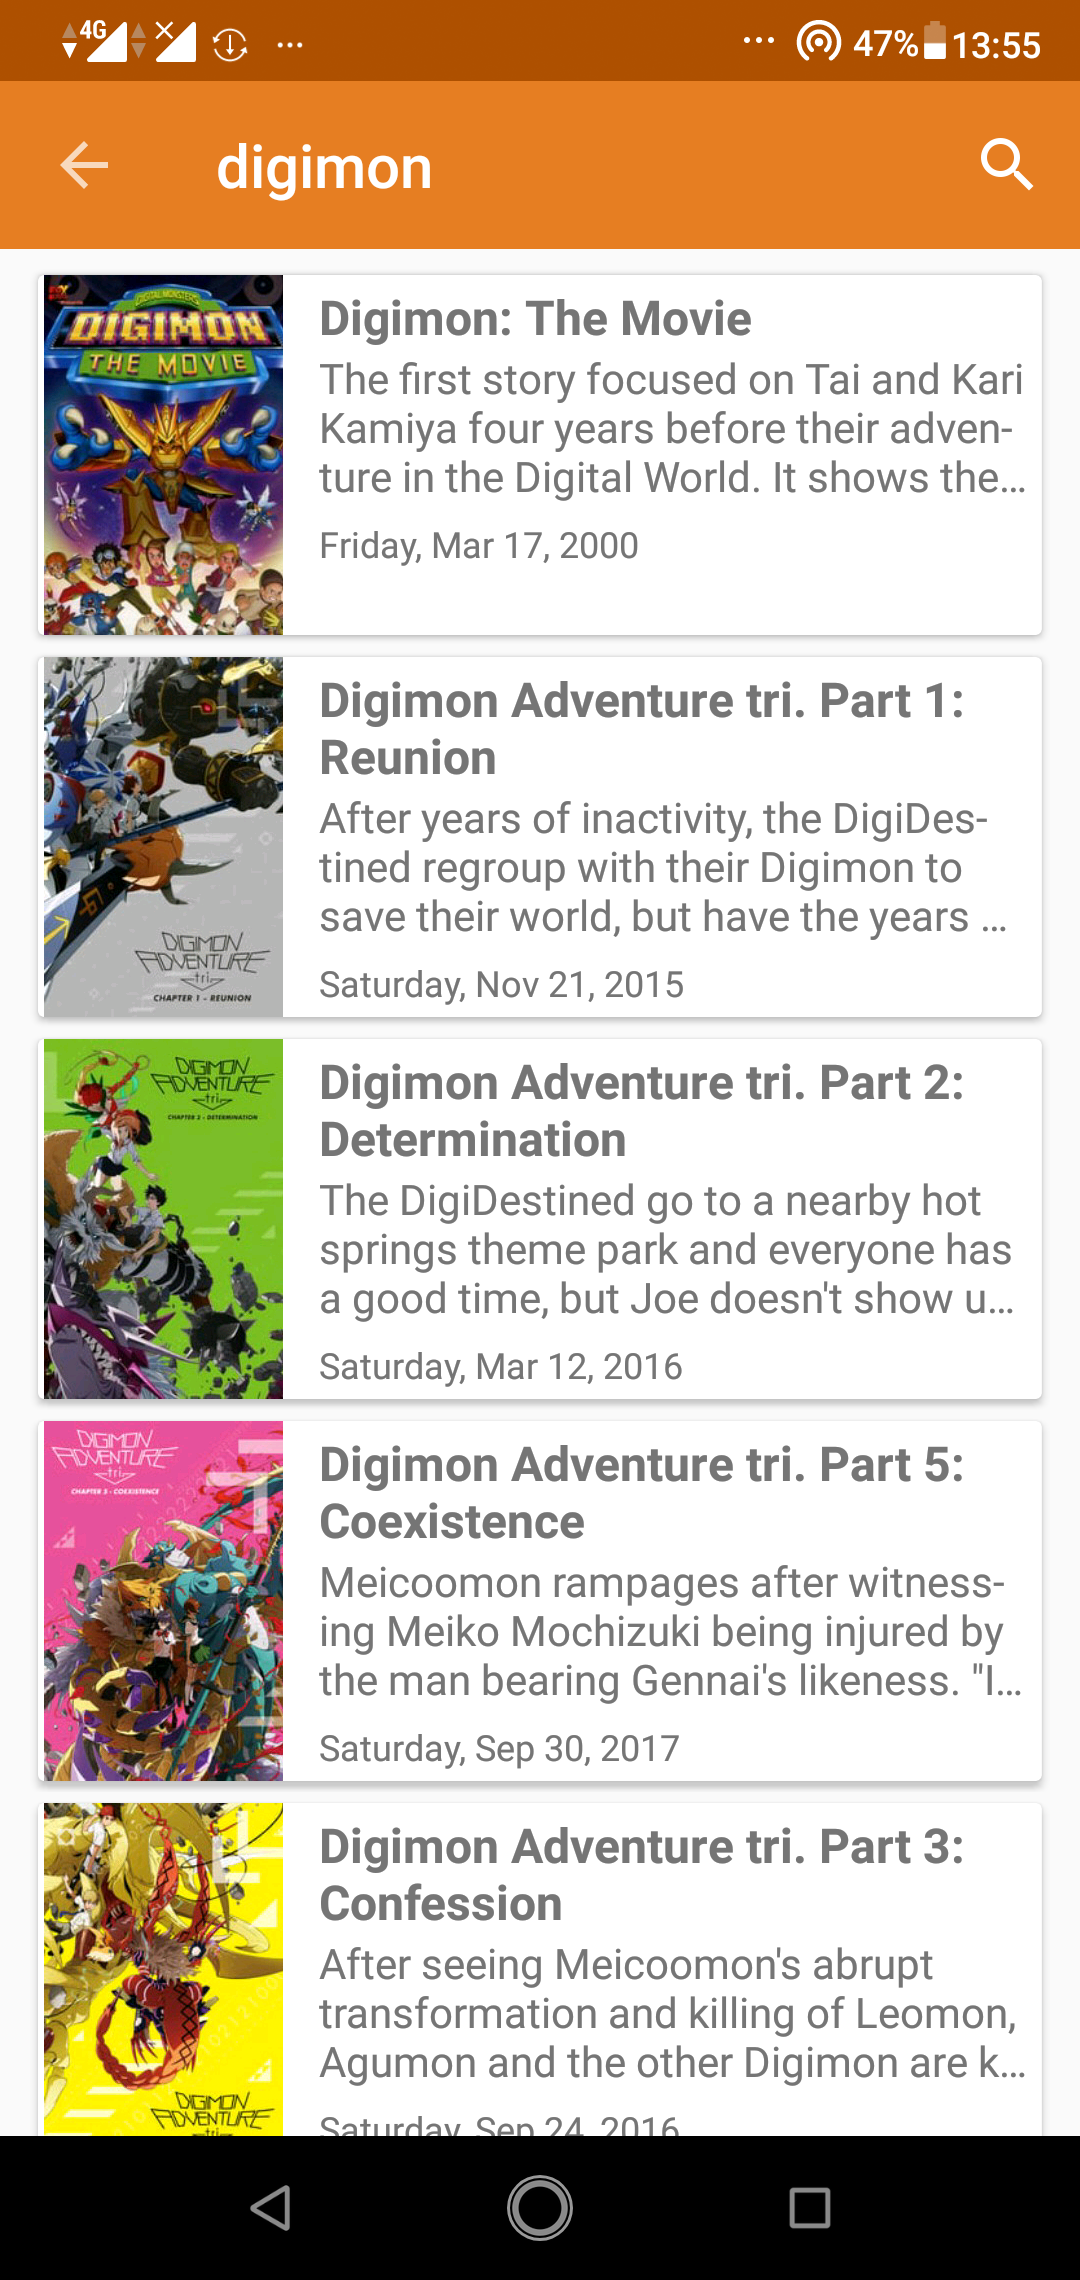 4G
47%
13:55
digimon
DIGITAL MONSTERS
DIGIMON
THE MOVIE
Digimon: The Movie
The first story focused on Tai and Kari
Kamiya four years before their adven-
ture in the Digital World. It shows the…
Friday, Mar 17, 2000
DIGIMON
ADVENTURE
tri.
CHAPTER 1 - REUNION
Digimon Adventure tri. Part 1:
Reunion
After years of inactivity, the DigiDes-
tined regroup with their Digimon to
save their world, but have the years …
Saturday, Nov 21, 2015
DIGIMON
ADVENTURE
tri.
CHAPTER 2 - DETERMINATION
Digimon Adventure tri. Part 2:
Determination
The DigiDestined go to a nearby hot
springs theme park and everyone has
a good time, but Joe doesn't show u…
Saturday, Mar 12, 2016
DIGIMON
ADVENTURE
tri.
CHAPTER 5 - COEXISTENCE
Digimon Adventure tri. Part 5:
Coexistence
Meicoomon rampages after witness-
ing Meiko Mochizuki being injured by
the man bearing Gennai's likeness. "I…
Saturday, Sep 30, 2017
DIGIMON
ADVENTURE
tri.
Digimon Adventure tri. Part 3:
Confession
After seeing Meicoomon's abrupt
transformation and killing of Leomon,
Agumon and the other Digimon are k…
Saturday, Sep 24, 2016